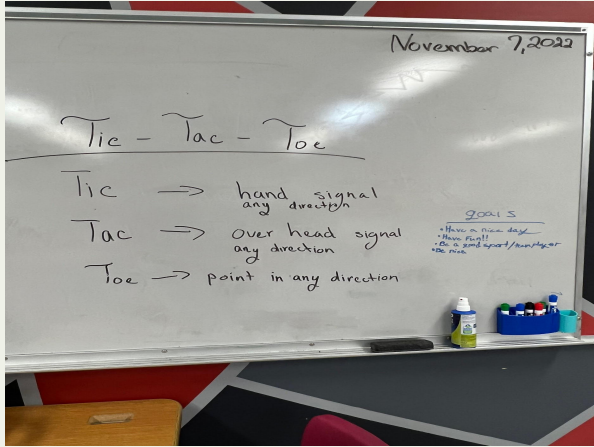 November 7, 2022
Tic - Tac - Toe
Tic → hand signal
any direction
Tac → over head signal
any direction
Toe → point in any direction
goals
• Have a nice day
• Have Fun!!
• Be a good sport/
• Be nice